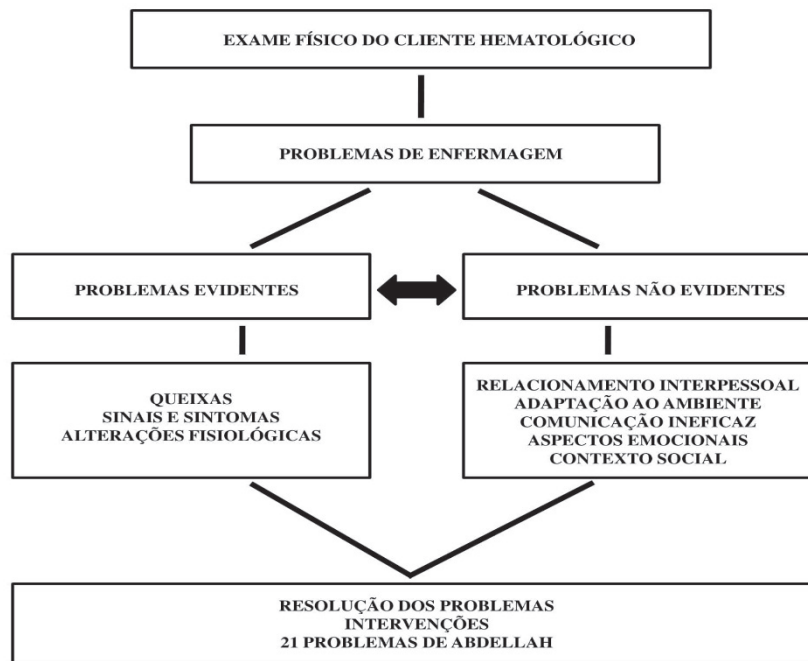 EXAME FÍSICO DO CLIENTE HEMATOLÓGICO
PROBLEMAS DE ENFERMAGEM
PROBLEMAS EVIDENTES
PROBLEMAS NÃO EVIDENTES
QUEIXAS
SINAIS E SINTOMAS
ALTERAÇÕES FISIOLÓGICAS
RELACIONAMENTO INTERPESSOAL
ADAPTAÇÃO AO AMBIENTE
COMUNICAÇÃO INEFICAZ
ASPECTOS EMOCIONAIS
CONTEXTO SOCIAL
RESOLUÇÃO DOS PROBLEMAS
INTERVENÇÕES
21 PROBLEMAS DE ABDELLAH